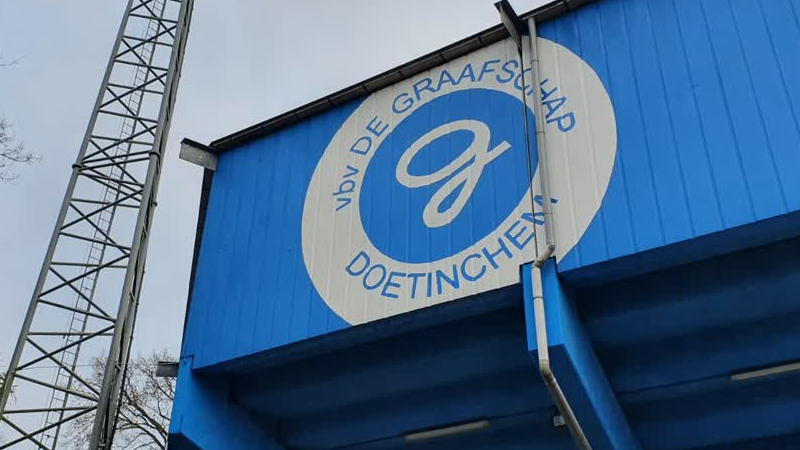 vbv DE GRAAFSCHAP
g
DOETINCHEM